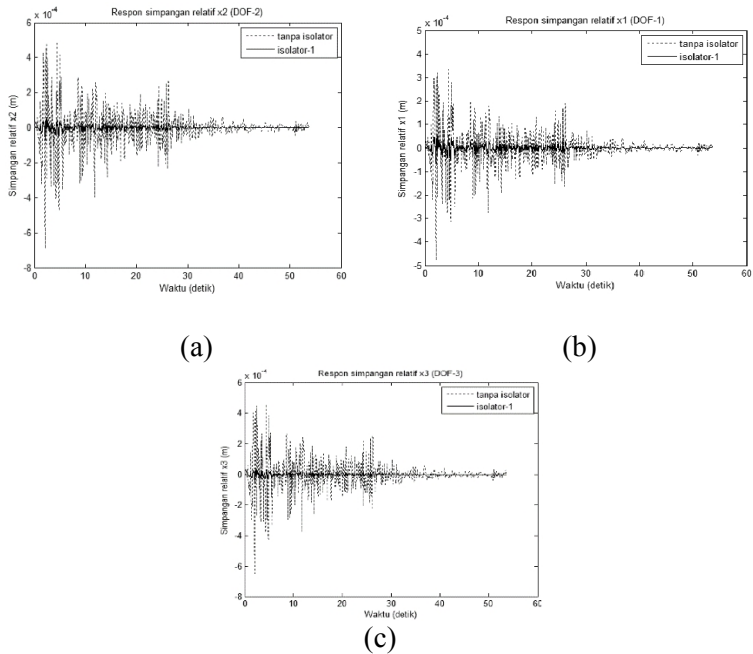 Respon simpangan relatif x2 (DOF-2)
x 10-4
tanpa isolator
isolator-1
6
4
2
0
-2
-4
-6
-8
Simpangan relatif x2 (m)
0 10 20 30 40 50 60
Waktu (detik)
(a)
Respon simpangan relatif x1 (DOF-1)
x 10-4
tanpa isolator
isolator-1
5
4
3
2
1
0
-1
-2
-3
-4
-5
Simpangan relatif x1 (m)
0 10 20 30 40 50 60
Waktu (detik)
(b)
Respon simpangan relatif x3 (DOF-3)
x 10-4
tanpa isolator
isolator-1
6
4
2
0
-2
-4
-6
-8
Simpangan relatif x3 (m)
0 10 20 30 40 50 60
Waktu (detik)
(c)